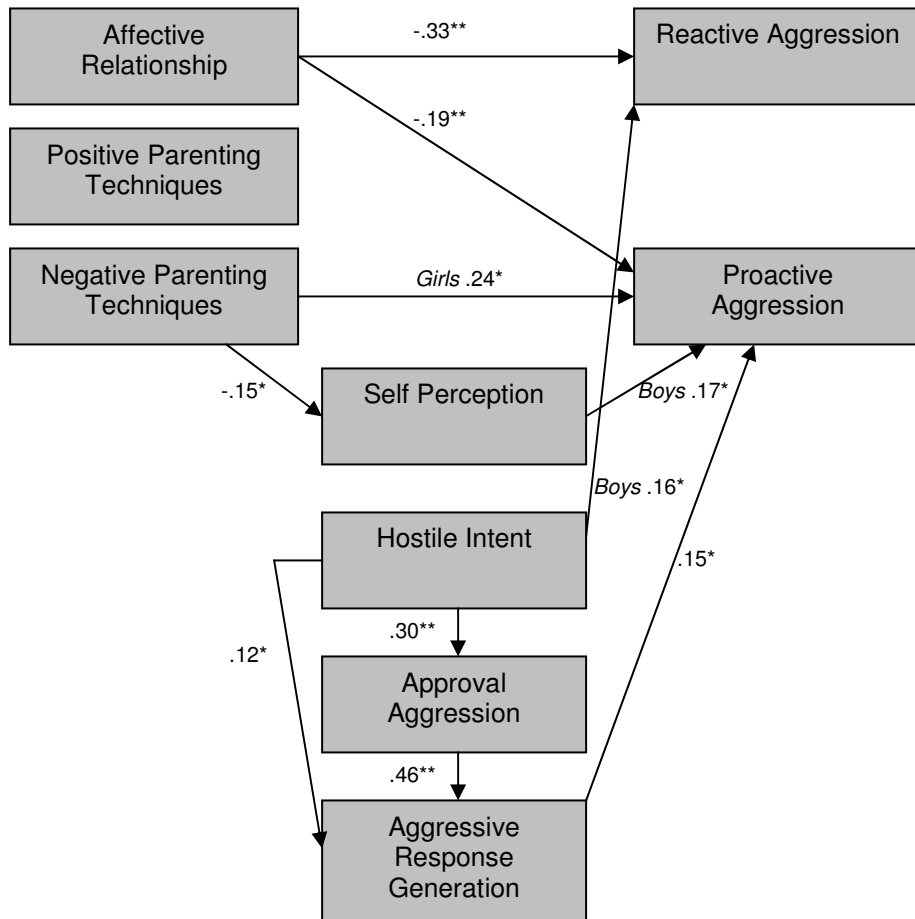 Affective
Relationship
-.33**
Reactive Aggression
-.19**
Positive Parenting
Techniques
Negative Parenting
Techniques
Girls .24*
Proactive
Aggression
-.15*
Self Perception
Boys .17*
Boys .16*
Hostile Intent
.15*
.30**
.12*
Approval
Aggression
.46**
Aggressive
Response
Generation